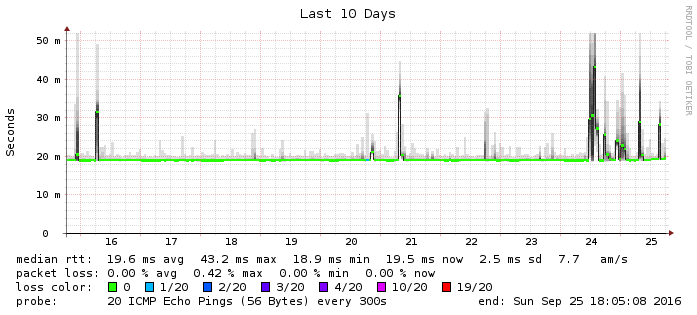 Last 10 Days
RRDTOOL / TOBI OETIKER
Seconds
50 m
40 m
30 m
20 m
10 m
0
16 17 18 19 20 21 22 23 24 25
median rtt: 19.6 ms avg 43.2 ms max 18.9 ms min 19.5 ms now 2.5 ms sd 7.7 am/s
packet loss: 0.00 % avg 0.42 % max 0.00 % min 0.00 % now
loss color: 0 1/20 2/20 3/20 4/20 10/20 19/20
probe: 20 ICMP Echo Pings (56 Bytes) every 300s end: Sun Sep 25 18:05:08 2016